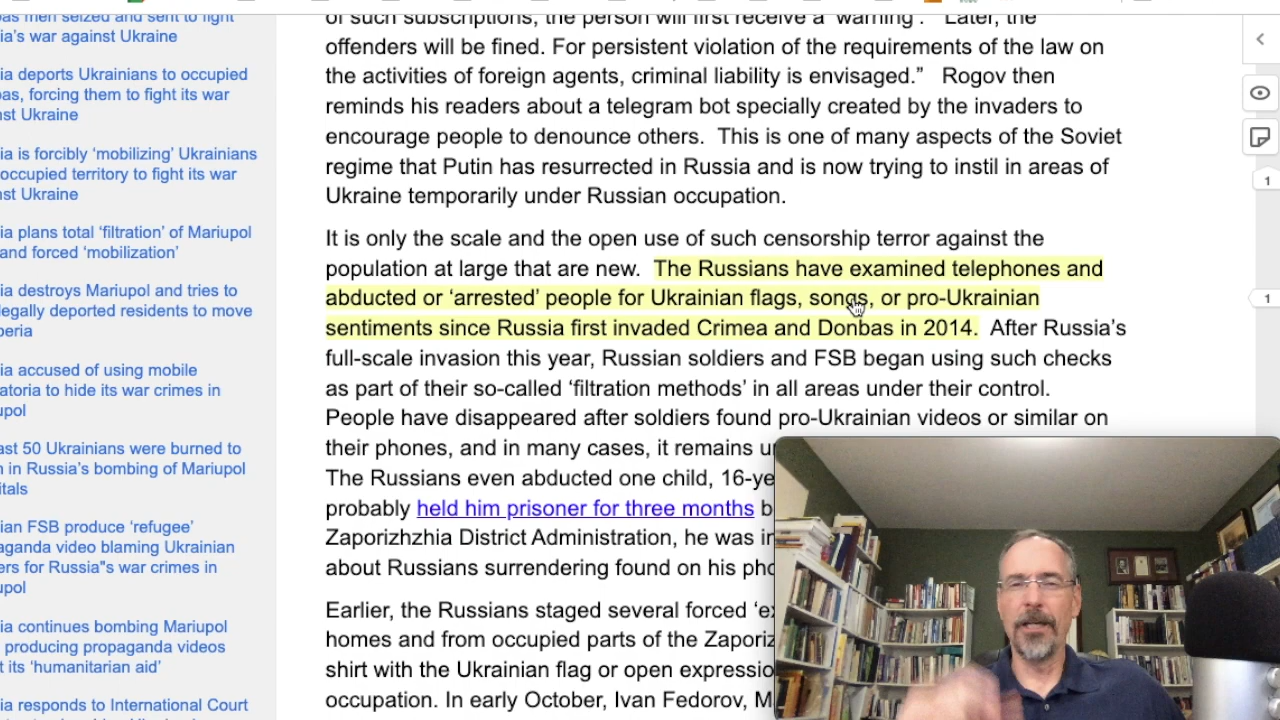 as men seized and sent to fight
ia's war against Ukraine
ia deports Ukrainians to occupied
bas, forcing them to fight its war
nst Ukraine
ia is forcibly 'mobilizing' Ukrainians
occupied territory to fight its war
nst Ukraine
ia plans total 'filtration' of Mariupol
and forced 'mobilization'
ia destroys Mariupol and tries to
legally deported residents to move
eria
ia accused of using mobile
atoria to hide its war crimes in
upol
ast 50 Ukrainians were burned to
n in Russia's bombing of Mariupol
itals
ian FSB produce 'refugee'
aganda video blaming Ukrainian
ers for Russia"s war crimes in
upol
ia continues bombing Mariupol
producing propaganda videos
t its 'humanitarian aid'
ia responds to International Court
of such subscriptions, the person will first receive a 'warning'.  Later, the
offenders will be fined. For persistent violation of the requirements of the law on
the activities of foreign agents, criminal liability is envisaged.”   Rogov then
reminds his readers about a telegram bot specially created by the invaders to
encourage people to denounce others.  This is one of many aspects of the Soviet
regime that Putin has resurrected in Russia and is now trying to instil in areas of
Ukraine temporarily under Russian occupation.
It is only the scale and the open use of such censorship terror against the
population at large that are new.  The Russians have examined telephones and
abducted or ‘arrested’ people for Ukrainian flags, songs, or pro-Ukrainian
sentiments since Russia first invaded Crimea and Donbas in 2014.  After Russia’s
full-scale invasion this year, Russian soldiers and FSB began using such checks
as part of their so-called ‘filtration methods’ in all areas under their control.
People have disappeared after soldiers found pro-Ukrainian videos or similar on
their phones, and in many cases, it remains u
The Russians even abducted one child, 16-ye
probably held him prisoner for three months b
Zaporizhzhia District Administration, he was in
about Russians surrendering found on his pho
Earlier, the Russians staged several forced ‘ex
homes and from occupied parts of the Zaporiz
shirt with the Ukrainian flag or open expressio
occupation. In early October, Ivan Fedorov, M
1
1